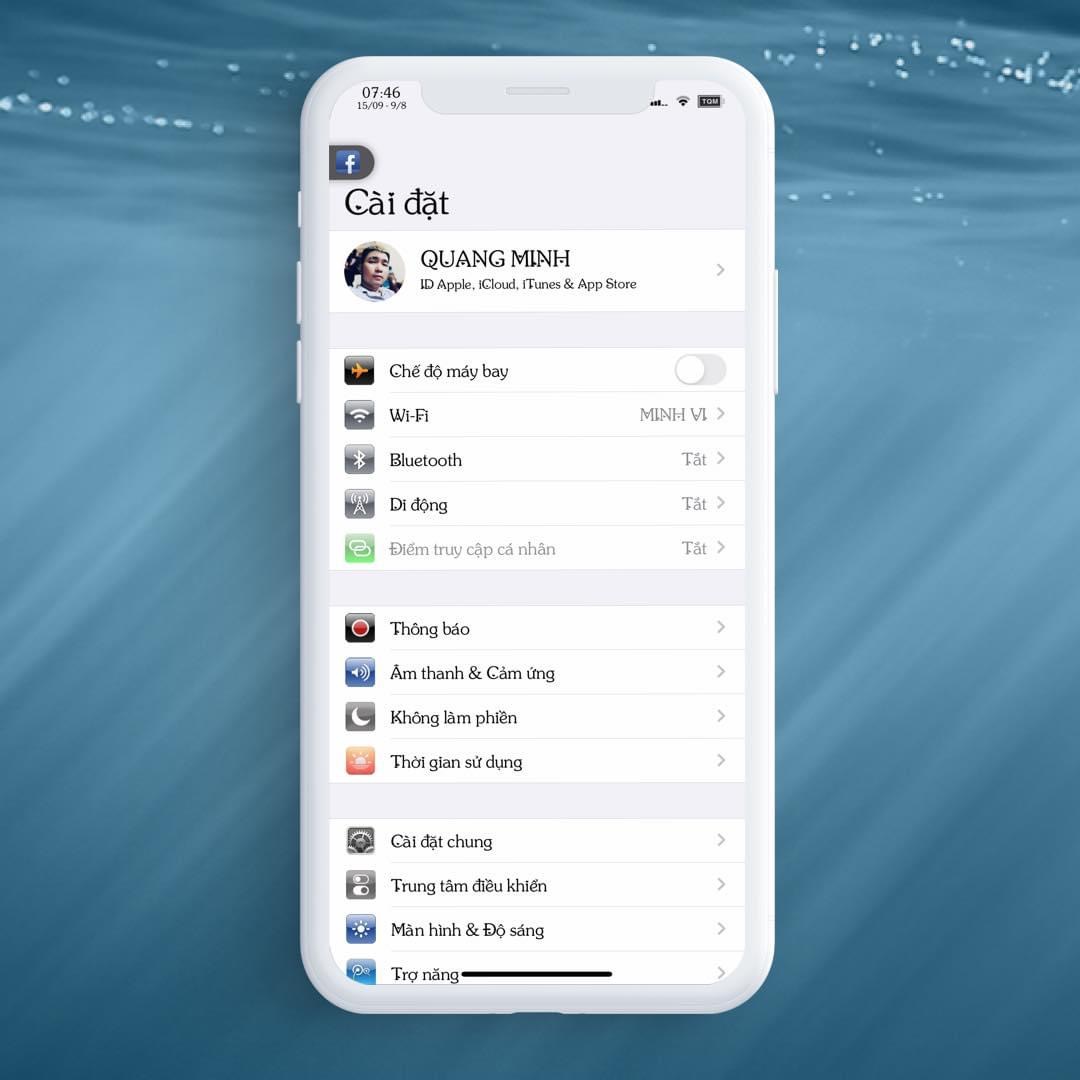 07:46
15/09 - 9/8
TQM
Cài đặt
QUANG MINH
ID Apple, iCloud, iTunes & App Store
Chế độ máy bay
Wi-Fi MINH VI
Bluetooth Tắt
Di động Tắt
Điểm truy cập cá nhân Tắt
Thông báo
Âm thanh & Cảm ứng
Không làm phiền
Thời gian sử dụng
Cài đặt chung
Trung tâm điều khiển
Màn hình & Độ sáng
Trợ năng